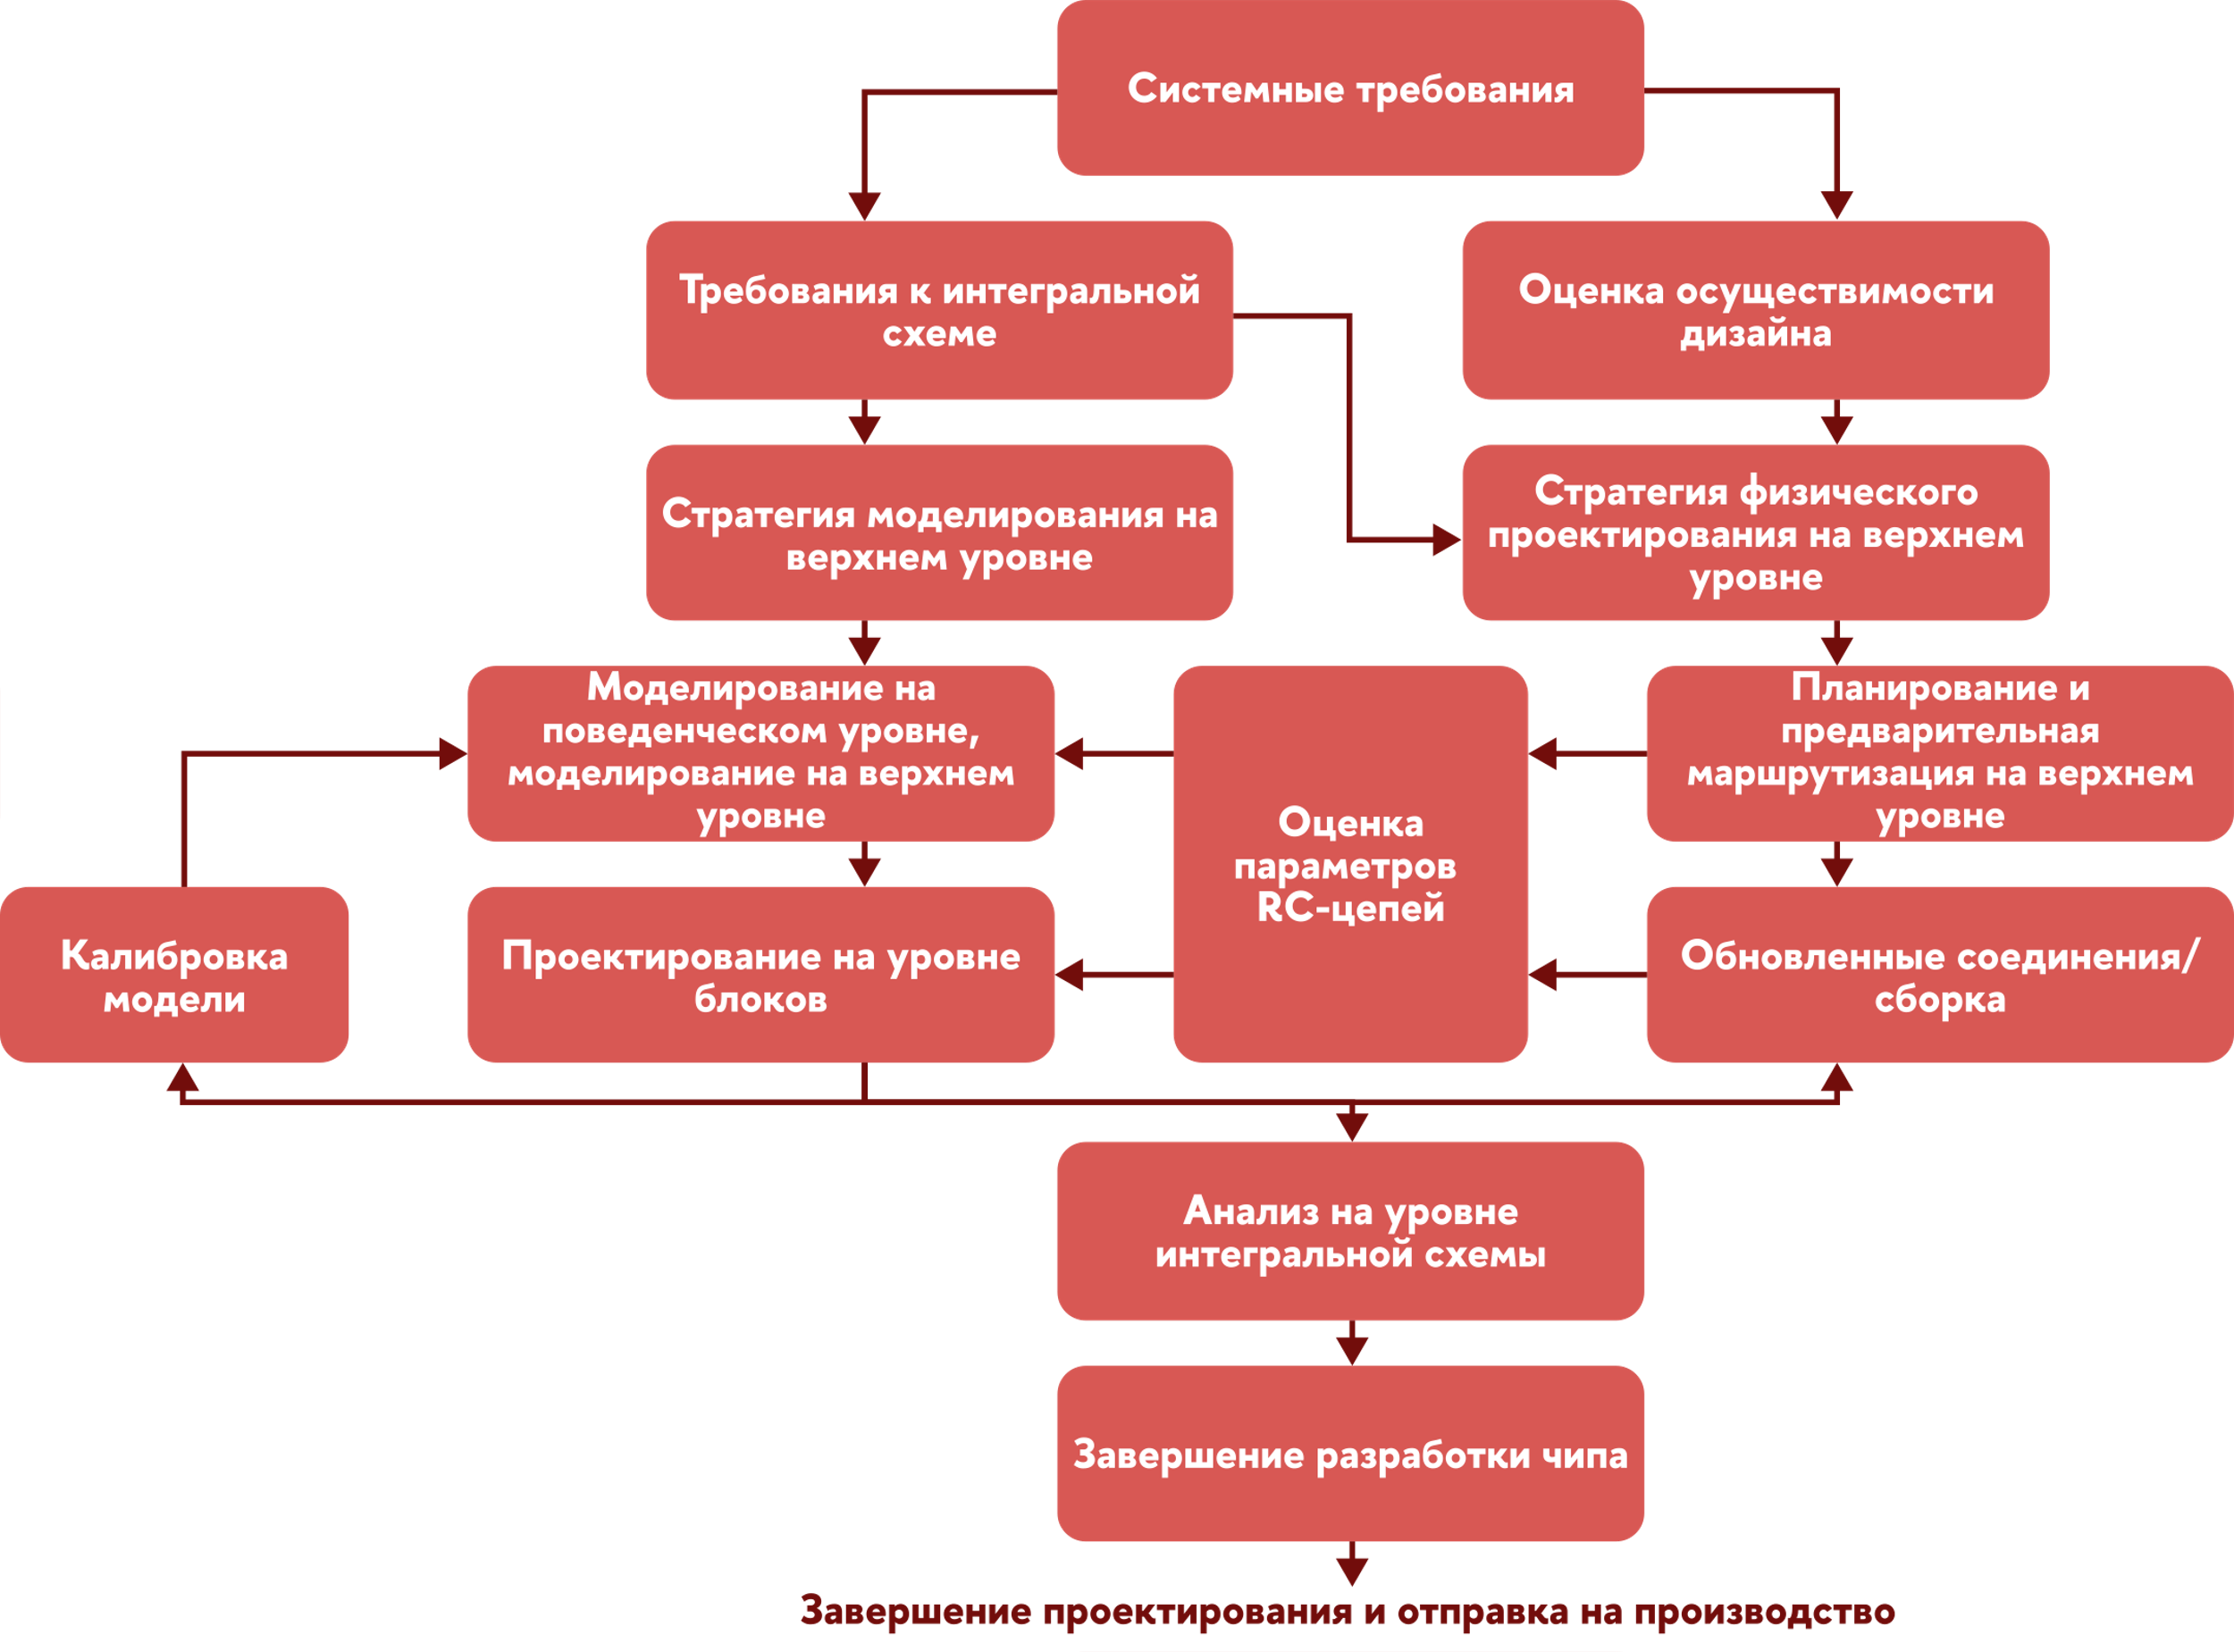 Системные требования
Требования к интегральной
схеме
Оценка осуществимости
дизайна
Стратегия моделирования на
верхнем уровне
Стратегия физического
проектирования на верхнем
уровне
Моделирование на
поведенческом уровне,
моделирование на верхнем
уровне
Оценка
параметров
RC-цепей
Планирование и
предварительная
маршрутизация на верхнем
уровне
Калибровка
модели
Проектирование на уровне
блоков
Обновленные соединения/
сборка
Анализ на уровне
интегральной схемы
Завершение разработки чипа
Завершение проектирования и отправка на производство